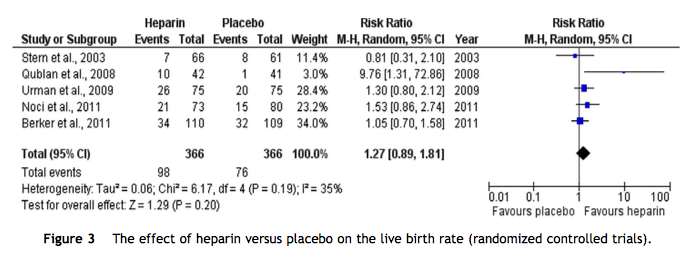 Heparin Placebo Risk Ratio Risk Ratio
Study or Subgroup Events Total Events Total Weight M-H, Random, 95% CI Year M-H, Random, 95% CI
Stern et al., 2003 7 66 8 61 11.4% 0.81 [0.31, 2.10] 2003
Qublan et al., 2008 10 42 1 41 3.0% 9.76 [1.31, 72.86] 2008
Urman et al., 2009 26 75 20 75 28.4% 1.30 [0.80, 2.12] 2009
Noci et al., 2011 21 73 15 80 23.2% 1.53 [0.86, 2.74] 2011
Berker et al., 2011 34 110 32 109 34.0% 1.05 [0.70, 1.58] 2011
Total (95% CI) 366 366 100.0% 1.27 [0.89, 1.81]
Total events 98 76
Heterogeneity: Tau² = 0.06; Chi² = 6.17, df = 4 (P = 0.19); I² = 35%
Test for overall effect: Z = 1.29 (P = 0.20)
0.01 0.1 1 10 100
Favours placebo Favours heparin
Figure 3 The effect of heparin versus placebo on the live birth rate (randomized controlled trials).